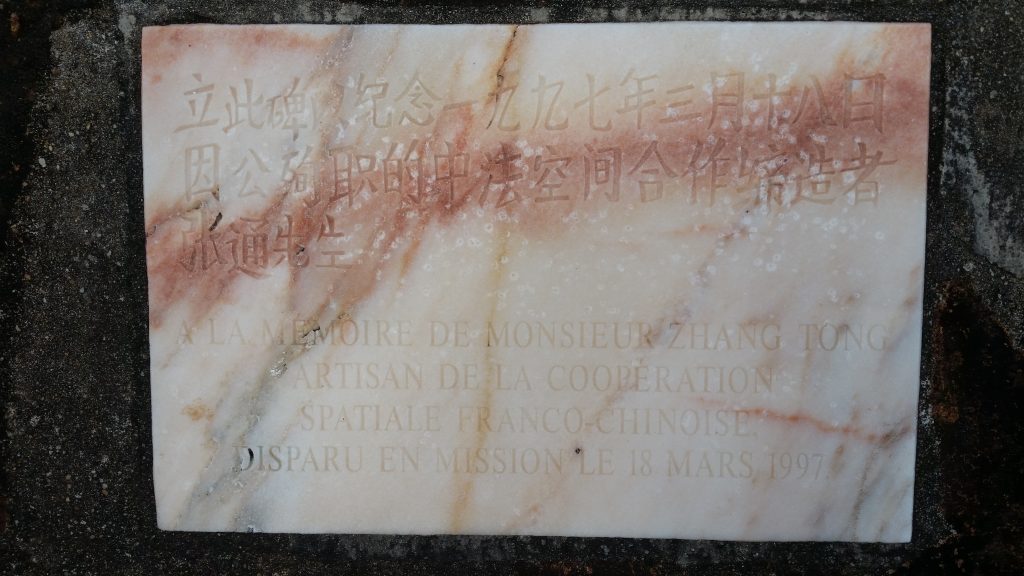 立此碑以纪念一九九七年三月十八日
因公殉职的中法空间合作缔造者
张通先生
A LA MÉMOIRE DE MONSIEUR ZHANG TONG
ARTISAN DE LA COOPÉRATION
SPATIALE FRANCO-CHINOISE,
DISPARU EN MISSION LE 18 MARS 1997.